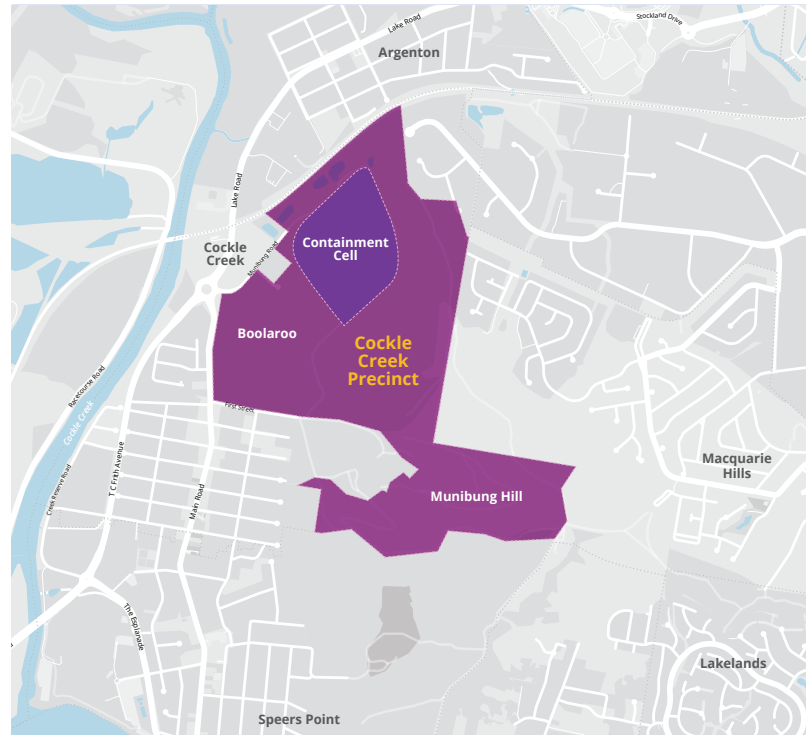 Stockland Drive
Lake Road
Argenton
Lake Road
Containment
Cell
Cockle
Creek
Munibung Road
Boolaroo
Cockle
Creek
Precinct
Racecourse Road
First Street
Cockle Creek
T C Frith Avenue
Macquarie
Hills
Creek Reserve Road
Main Road
Munibung Hill
The Esplanade
Lakelands
Speers Point